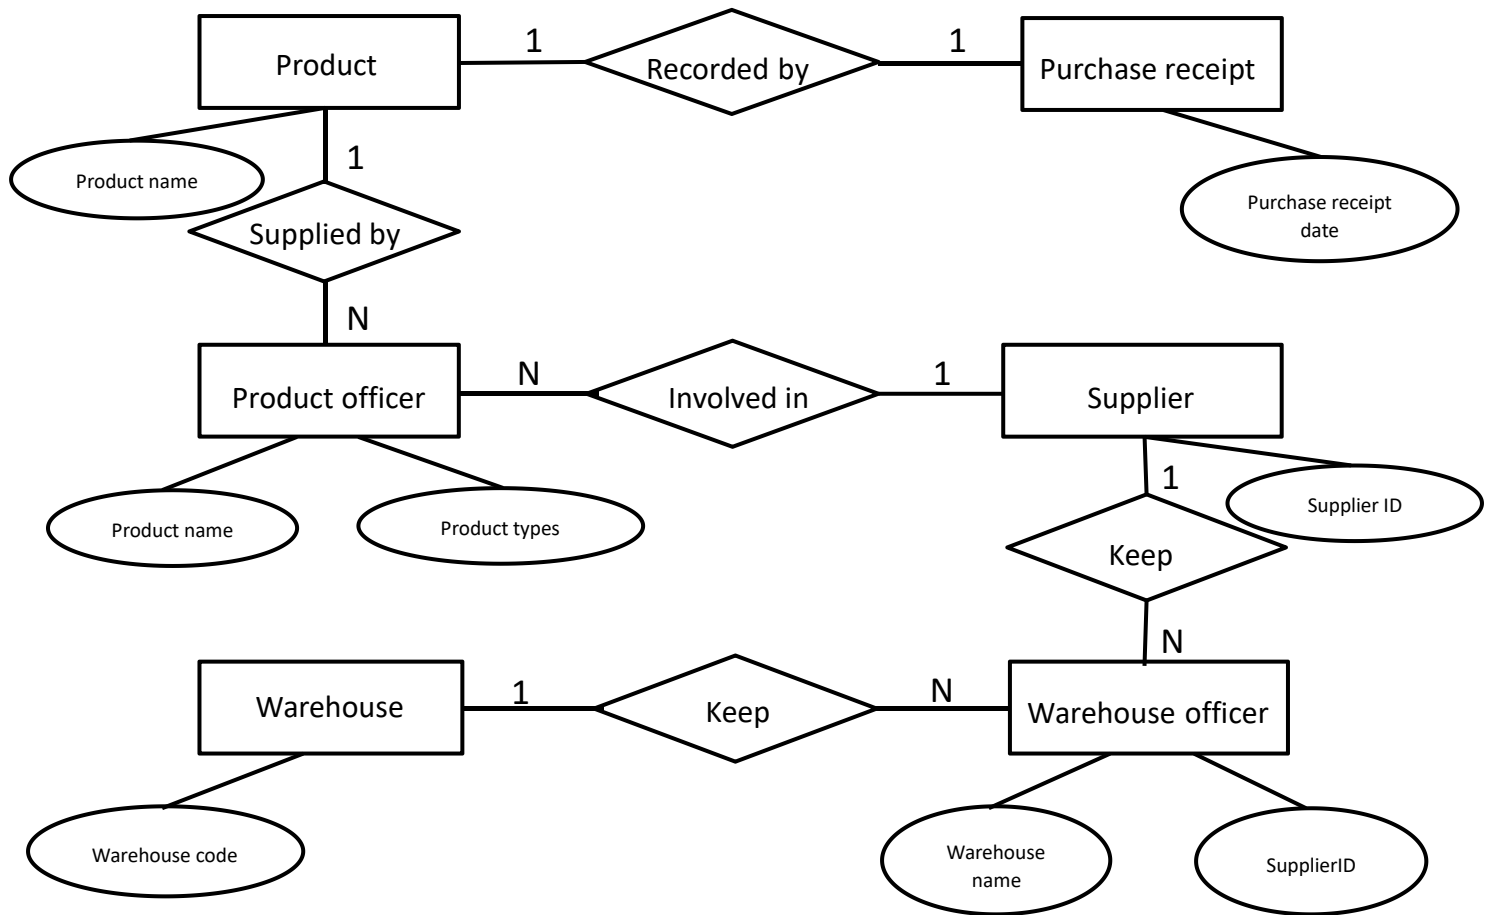 Product
1
Recorded by
1
Purchase receipt
Product name
1
Supplied by
Purchase receipt
date
N
Product officer
N
Involved in
1
Supplier
Product name
Product types
1
Supplier ID
Keep
N
Warehouse
1
Keep
N
Warehouse officer
Warehouse code
Warehouse
name
SupplierID